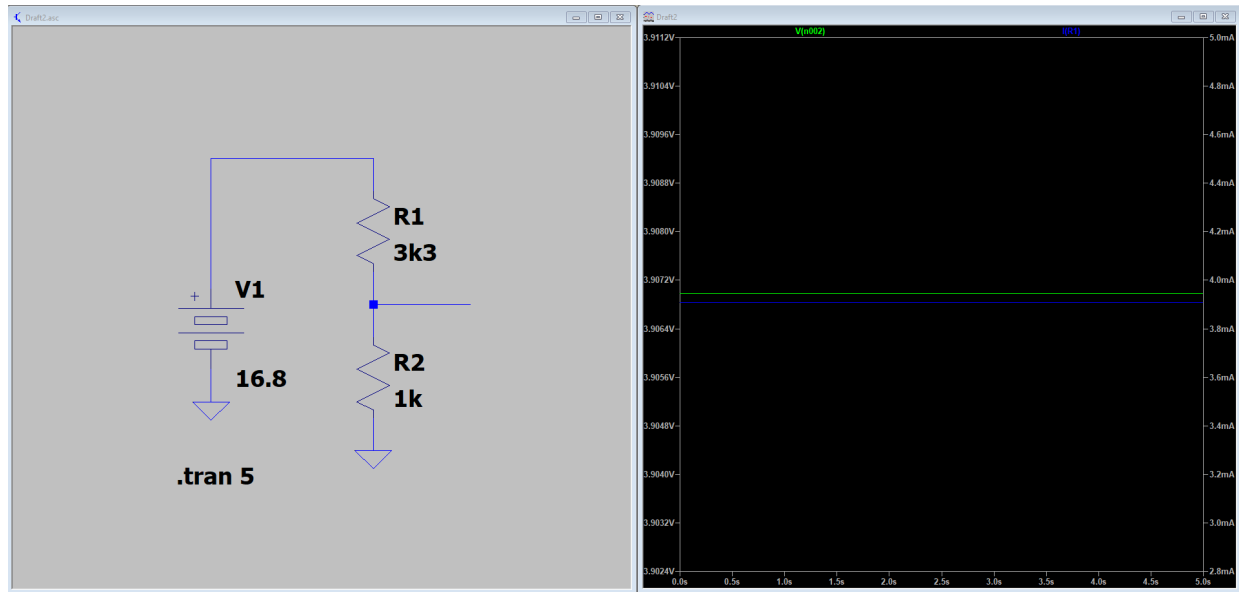 Draft2.asc
R1
3k3
V1
16.8
R2
1k
.tran 5
Draft2
V(n002) I(R1)
3.9112V 5.0mA
3.9104V 4.8mA
3.9096V 4.6mA
3.9088V 4.4mA
3.9080V 4.2mA
3.9072V 4.0mA
3.9064V 3.8mA
3.9056V 3.6mA
3.9048V 3.4mA
3.9040V 3.2mA
3.9032V 3.0mA
3.9024V 2.8mA
0.0s 0.5s 1.0s 1.5s 2.0s 2.5s 3.0s 3.5s 4.0s 4.5s 5.0s